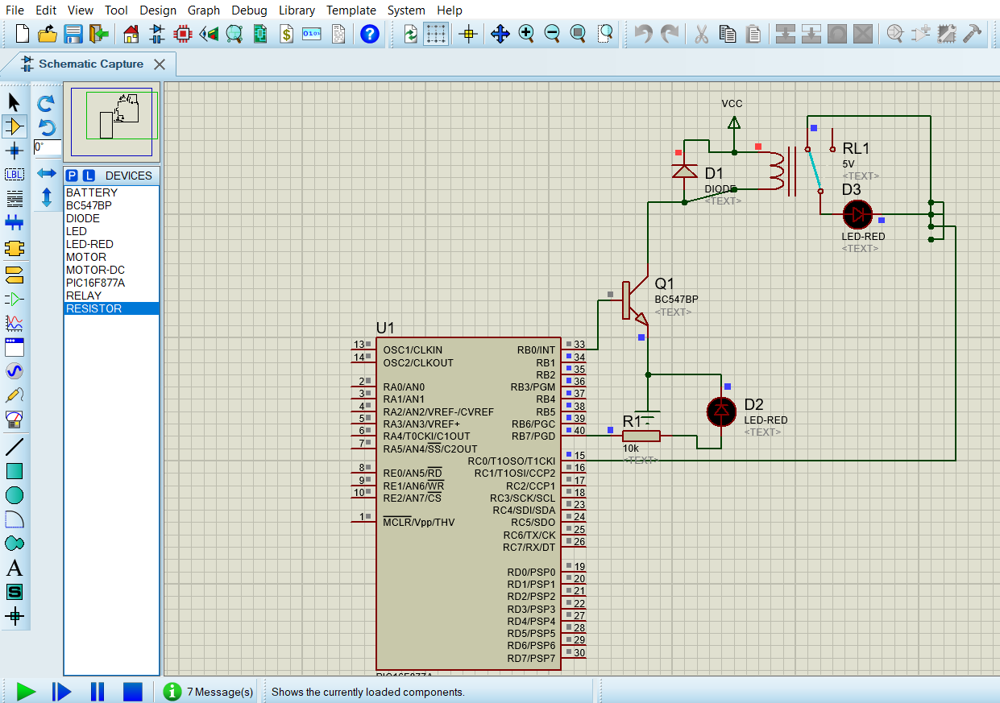 File Edit View Tool Design Graph Debug Library Template System Help
Schematic Capture
0°
P L DEVICES
BATTERY
BC547BP
DIODE
LED
LED-RED
MOTOR
MOTOR-DC
PIC16F877A
RELAY
RESISTOR
VCC
D1
DIODE
<TEXT>
RL1
5V
<TEXT>
D3
LED-RED
<TEXT>
Q1
BC547BP
<TEXT>
D2
LED-RED
<TEXT>
R1
10k
<TEXT>
U1
13 OSC1/CLKIN
14 OSC2/CLKOUT
2 RA0/AN0
3 RA1/AN1
4 RA2/AN2/VREF-/CVREF
5 RA3/AN3/VREF+
6 RA4/T0CKI/C1OUT
7 RA5/AN4/SS/C2OUT
8 RE0/AN5/RD
9 RE1/AN6/WR
10 RE2/AN7/CS
1 MCLR/Vpp/THV
RB0/INT 33
RB1 34
RB2 35
RB3/PGM 36
RB4 37
RB5 38
RB6/PGC 39
RB7/PGD 40
RC0/T1OSO/T1CKI 15
RC1/T1OSI/CCP2 16
RC2/CCP1 17
RC3/SCK/SCL 18
RC4/SDI/SDA 23
RC5/SDO 24
RC6/TX/CK 25
RC7/RX/DT 26
RD0/PSP0 19
RD1/PSP1 20
RD2/PSP2 21
RD3/PSP3 22
RD4/PSP4 27
RD5/PSP5 28
RD6/PSP6 29
RD7/PSP7 30
PIC16F877A
7 Message(s)
Shows the currently loaded components.